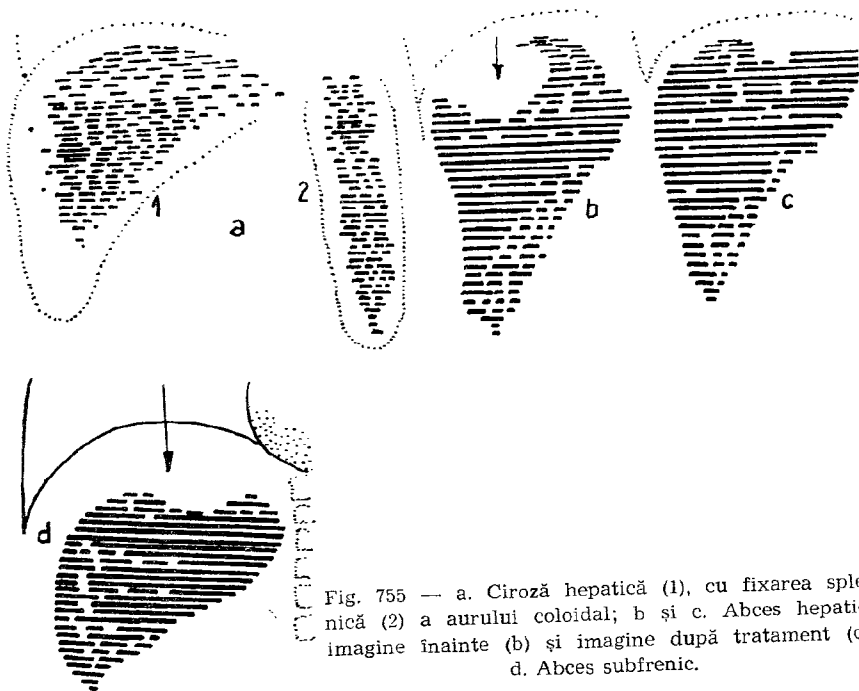 1
a
2
b
c
d
Fig. 755 — a. Ciroză hepatică (1), cu fixarea sple-
nică (2) a aurului coloidal; b și c. Abces hepatic
imagine înainte (b) și imagine după tratament (c
d. Abces subfrenic.